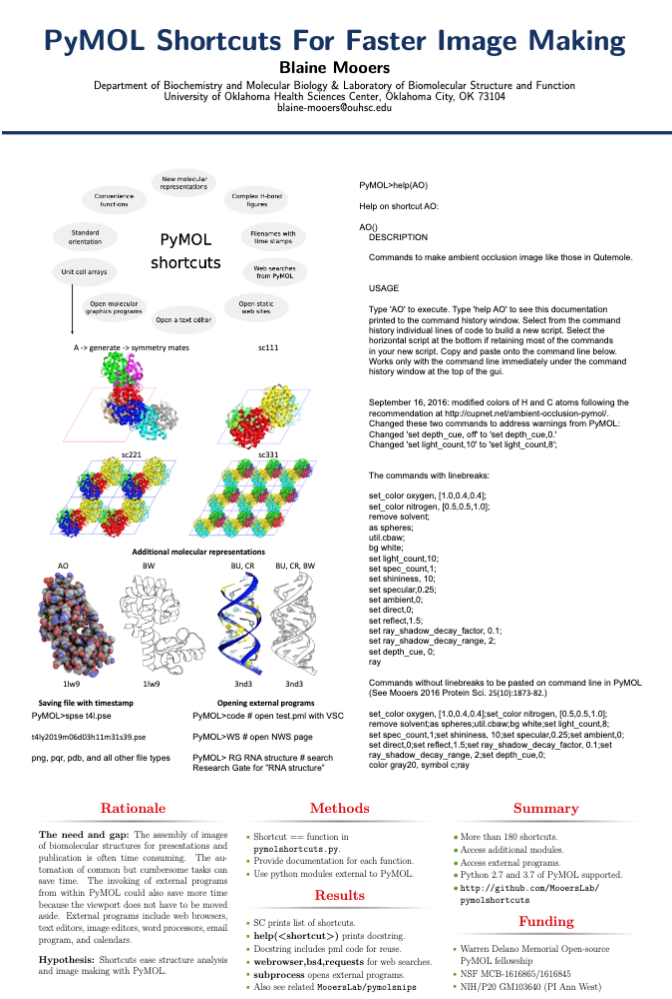 PyMOL Shortcuts For Faster Image Making
Blaine Mooers
Department of Biochemistry and Molecular Biology & Laboratory of Biomolecular Structure and Function
University of Oklahoma Health Sciences Center, Oklahoma City, OK 73104
blaine-mooers@ouhsc.edu
New molecular
representations
Convenience
functions
Complex H-bond
figures
Standard
orientation
PyMOL
shortcuts
Filenames with
time stamps
Unit cell arrays
Web searches
from PyMOL
Open molecular
graphics programs
Open a text editor
Open static
web sites
A -> generate -> symmetry mates
sc111
sc221
sc331
Additional molecular representations
AO
BW
BU, CR
BU, CR, BW
1lw9
1lw9
3nd3
3nd3
Saving file with timestamp
PyMOL>spse t4l.pse
t4ly2019m06d03h11m31s39.pse
png, pqr, pdb, and all other file types
Opening external programs
PyMOL>code # open test.pml with VSC
PyMOL>WS # open NWS page
PyMOL> RG RNA structure # search
Research Gate for "RNA structure"
PyMOL>help(AO)
Help on shortcut AO:
AO()
DESCRIPTION
Commands to make ambient occlusion image like those in Qutemole.
USAGE
Type 'AO' to execute. Type 'help AO' to see this documentation
printed to the command history window. Select from the command
history individual lines of code to build a new script. Select the
horizontal script at the bottom if retaining most of the commands
in your new script. Copy and paste onto the command line below.
Works only with the command line immediately under the command
history window at the top of the gui.
September 16, 2016: modified colors of H and C atoms following the
recommendation at http://cupnet.net/ambient-occlusion-pymol/.
Changed these two commands to address warnings from PyMOL:
Changed 'set depth_cue, off' to 'set depth_cue,0.'
Changed 'set light_count,10' to 'set light_count,8';
The commands with linebreaks:
set_color oxygen, [1.0,0.4,0.4];
set_color nitrogen, [0.5,0.5,1.0];
remove solvent;
as spheres;
util.cbaw;
bg white;
set light_count,10;
set spec_count,1;
set shininess, 10;
set specular,0.25;
set ambient,0;
set direct,0;
set reflect,1.5;
set ray_shadow_decay_factor, 0.1;
set ray_shadow_decay_range, 2;
set depth_cue, 0;
ray
Commands without linebreaks to be pasted on command line in PyMOL
(See Mooers 2016 Protein Sci. 25(10):1873-82.)
set_color oxygen, [1.0,0.4,0.4];set_color nitrogen, [0.5,0.5,1.0];
remove solvent;as spheres;util.cbaw;bg white;set light_count,8;
set spec_count,1;set shininess, 10;set specular,0.25;set ambient,0;
set direct,0;set reflect,1.5;set ray_shadow_decay_factor, 0.1;set
ray_shadow_decay_range, 2;set depth_cue,0;
color gray20, symbol c;ray
Rationale
The need and gap: The assembly of images
of biomolecular structures for presentations and
publication is often time consuming. The au-
tomation of common but cumbersome tasks can
save time. The invoking of external programs
from within PyMOL could also save more time
because the viewport does not have to be moved
aside. External programs include web browsers,
text editors, image editors, word processors, email
program, and calendars.
Hypothesis: Shortcuts ease structure analysis
and image making with PyMOL.
Methods
Shortcut == function in
pymolshortcuts.py.
Provide documentation for each function.
Use python modules external to PyMOL.
Results
SC prints list of shortcuts.
help(<shortcut>) prints docstring.
Docstring includes pml code for reuse.
webrowser,bs4,requests for web searches.
subprocess opens external programs.
Also see related MooersLab/pymolsnips
Summary
More than 180 shortcuts.
Access additional modules.
Access external programs.
Python 2.7 and 3.7 of PyMOL supported.
http://github.com/MooersLab/
pymolshortcuts
Funding
Warren Delano Memorial Open-source
PyMOL fellowship
NSF MCB-1616865/1616845
NIH/P20 GM103640 (PI Ann West)